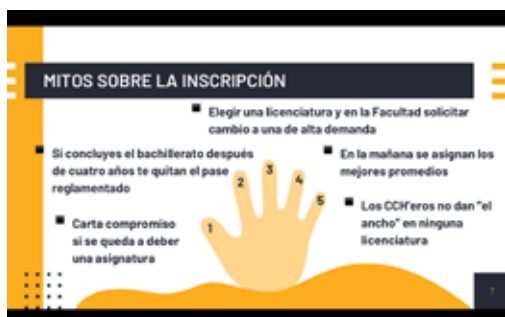 MITOS SOBRE LA INSCRIPCIÓN
Elegir una licenciatura y en la Facultad solicitar
cambio a una de alta demanda
Si concluyes el bachillerato después
de cuatro años te quitan el pase
reglamentado
En la mañana se asignan los
mejores promedios
Carta compromiso
si se queda a deber
una asignatura
Los CCH'eros no dan "el
ancho" en ninguna
licenciatura
1
2
3
4
5
7